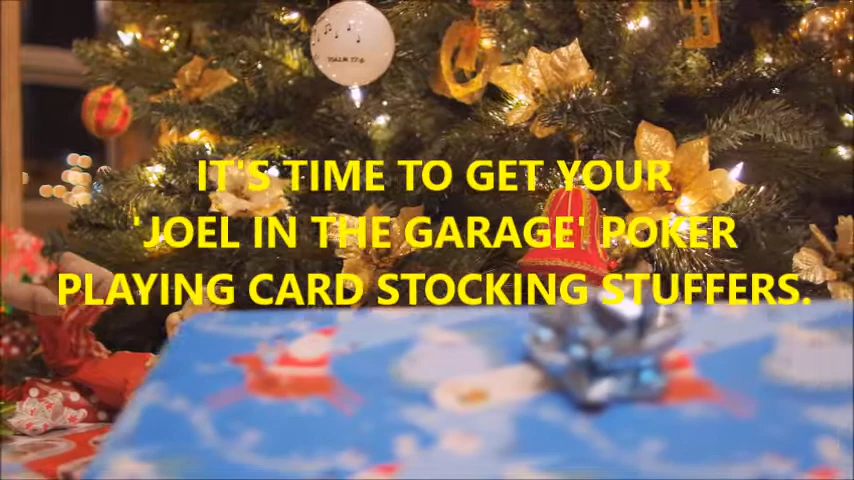 IT'S TIME TO GET YOUR
'JOEL IN THE GARAGE' POKER
PLAYING CARD STOCKING STUFFERS.